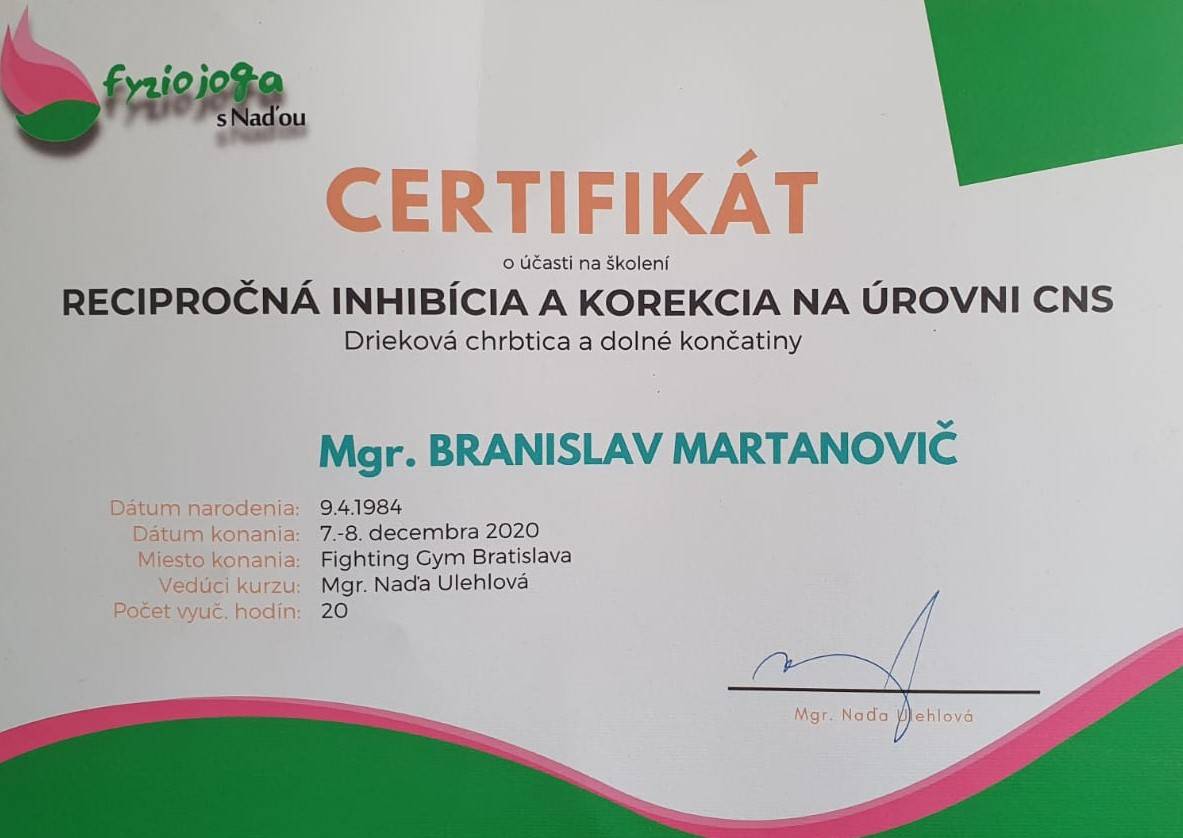 fyziojoga
s Naďou
CERTIFIKÁT
o účasti na školení
RECIPROČNÁ INHIBÍCIA A KOREKCIA NA ÚROVNI CNS
Drieková chrbtica a dolné končatiny
Mgr. BRANISLAV MARTANOVIČ
Dátum narodenia: 9.4.1984
Dátum konania: 7.-8. decembra 2020
Miesto konania: Fighting Gym Bratislava
Vedúci kurzu: Mgr. Naďa Ulehlová
Počet vyuč. hodín: 20
Mgr. Naďa Ulehlová